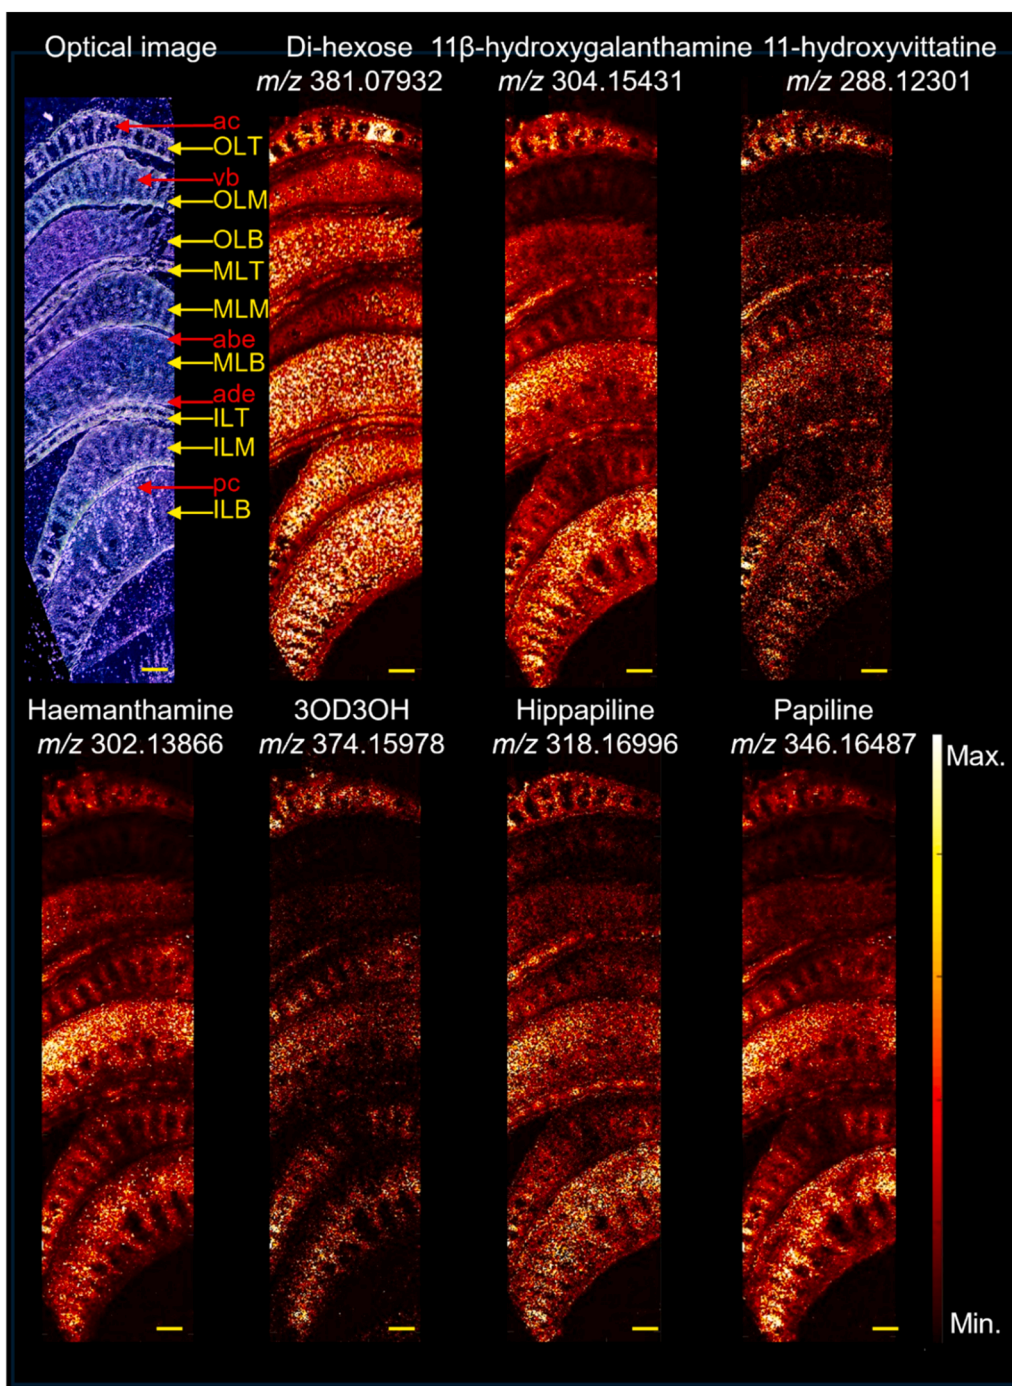 Optical image
Di-hexose
m/z 381.07932
11β-hydroxygalanthamine
m/z 304.15431
11-hydroxyvittatine
m/z 288.12301
ac
OLT
vb
OLM
OLB
MLT
MLM
abe
MLB
ade
ILT
ILM
pc
ILB
Haemanthamine
m/z 302.13866
3OD3OH
m/z 374.15978
Hippapiline
m/z 318.16996
Papiline
m/z 346.16487
Max.
Min.